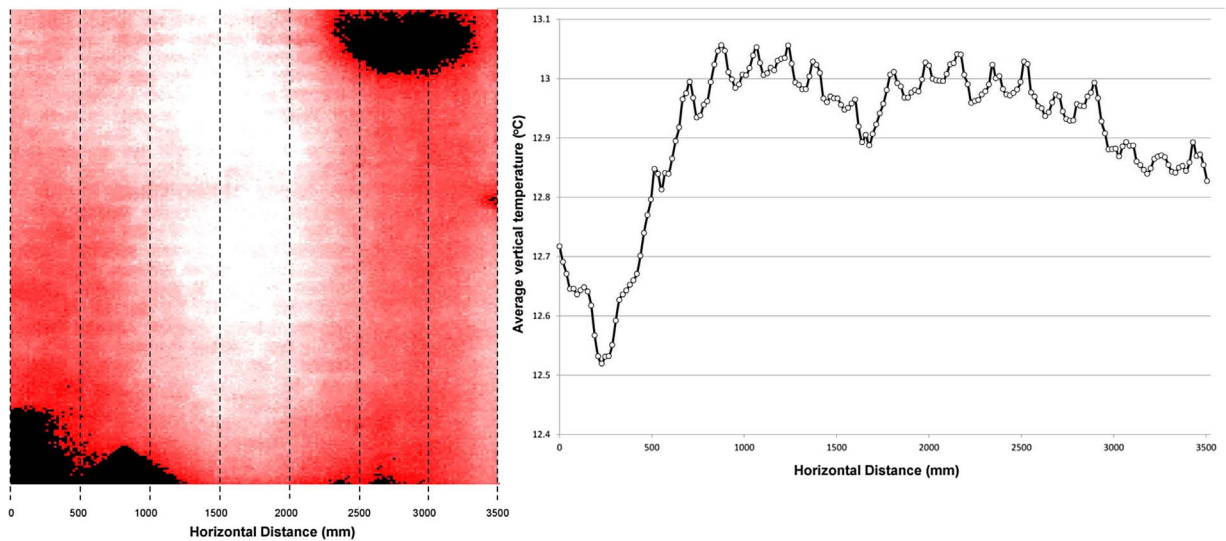 0 500 1000 1500 2000 2500 3000 3500
Horizontal Distance (mm)
Average vertical temperature (ºC)
13.1
13
12.9
12.8
12.7
12.6
12.5
12.4
0 500 1000 1500 2000 2500 3000 3500
Horizontal Distance (mm)